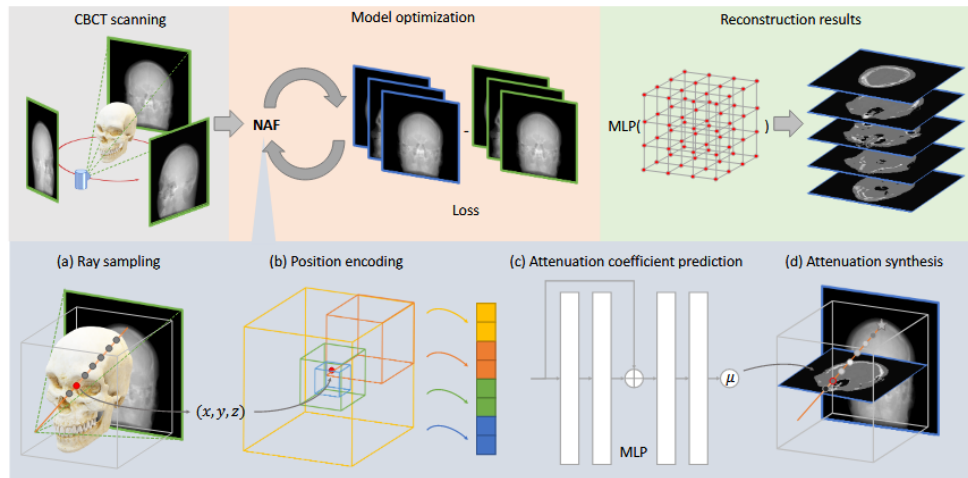 CBCT scanning
Model optimization
Reconstruction results
NAF
-
Loss
MLP( )
(a) Ray sampling
(b) Position encoding
(c) Attenuation coefficient prediction
(d) Attenuation synthesis
(x, y, z)
μ
MLP